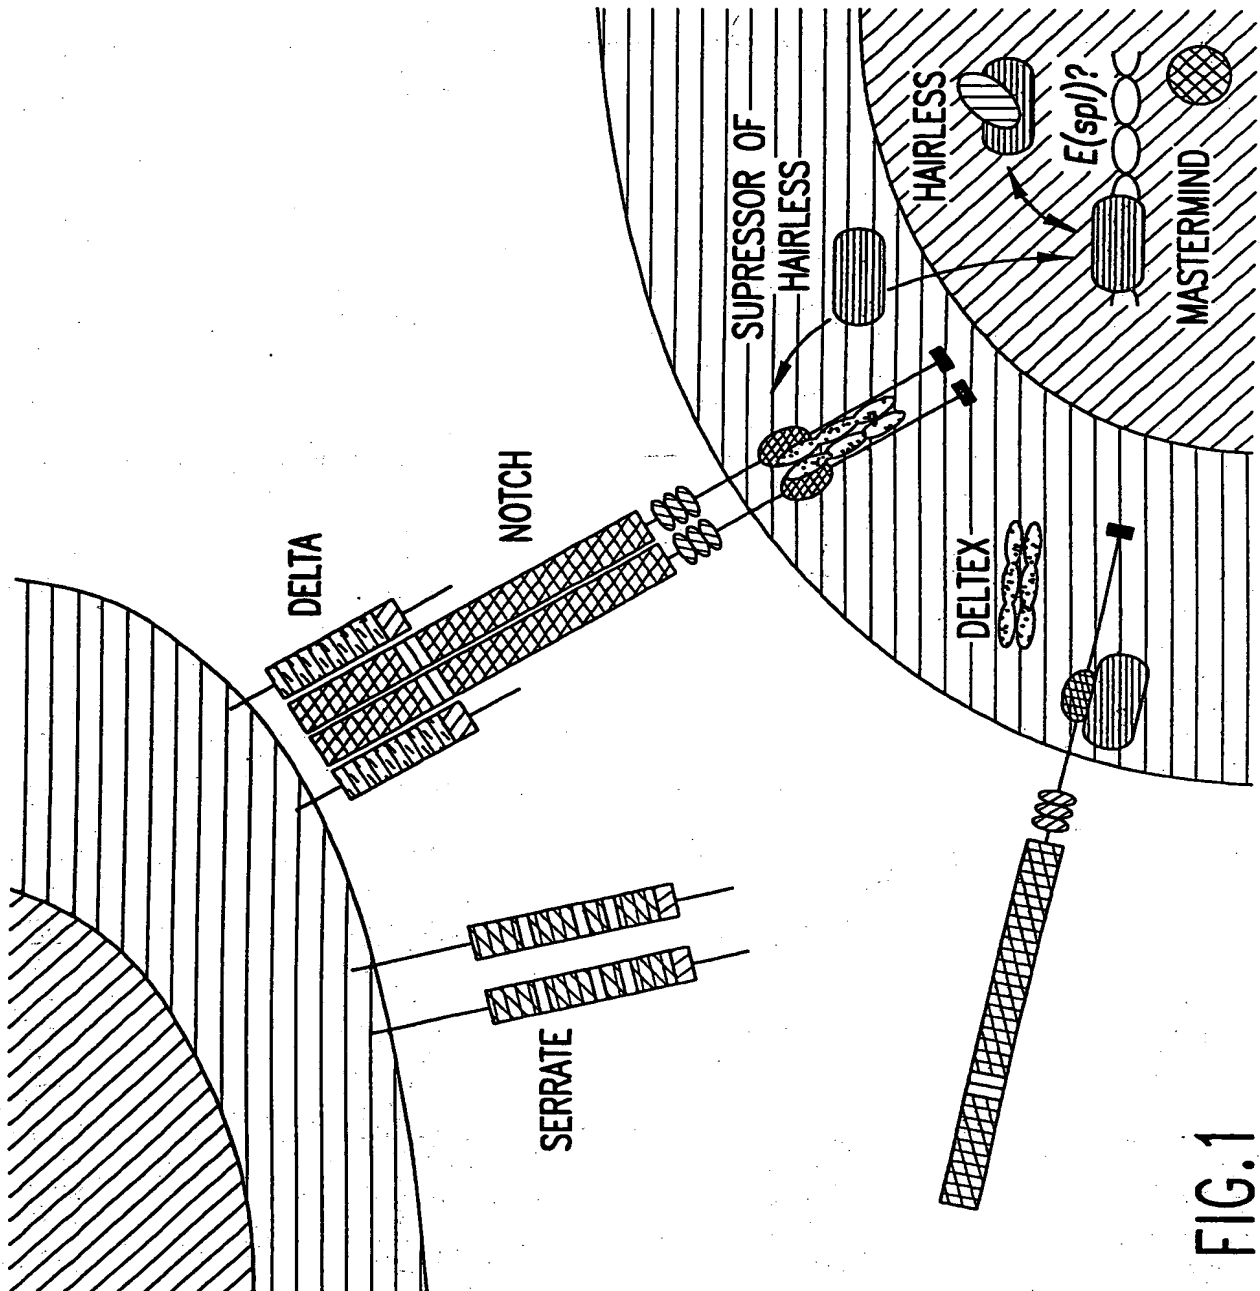 DELTA
NOTCH
SERRATE
SUPRESSOR OF
HAIRLESS
DELTEX
HAIRLESS
E(spl)?
MASTERMIND
FIG.1